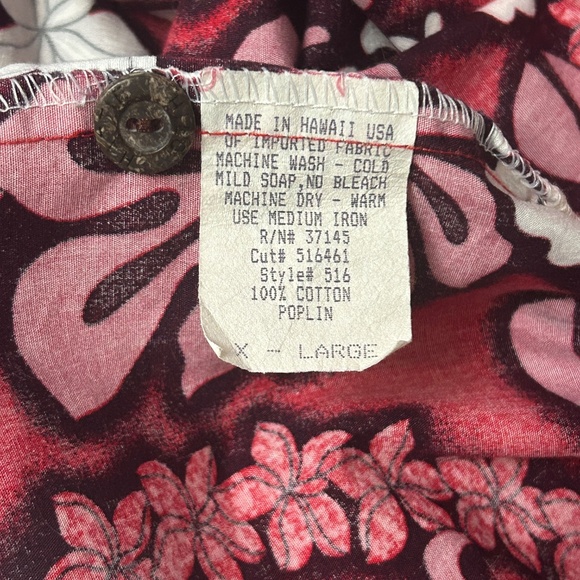 MADE IN HAWAII USA
OF IMPORTED FABRIC
MACHINE WASH - COLD
MILD SOAP,NO BLEACH
MACHINE DRY - WARM
USE MEDIUM IRON
R/N# 37145
Cut# 516461
Style# 516
100% COTTON
POPLIN
X - LARGE